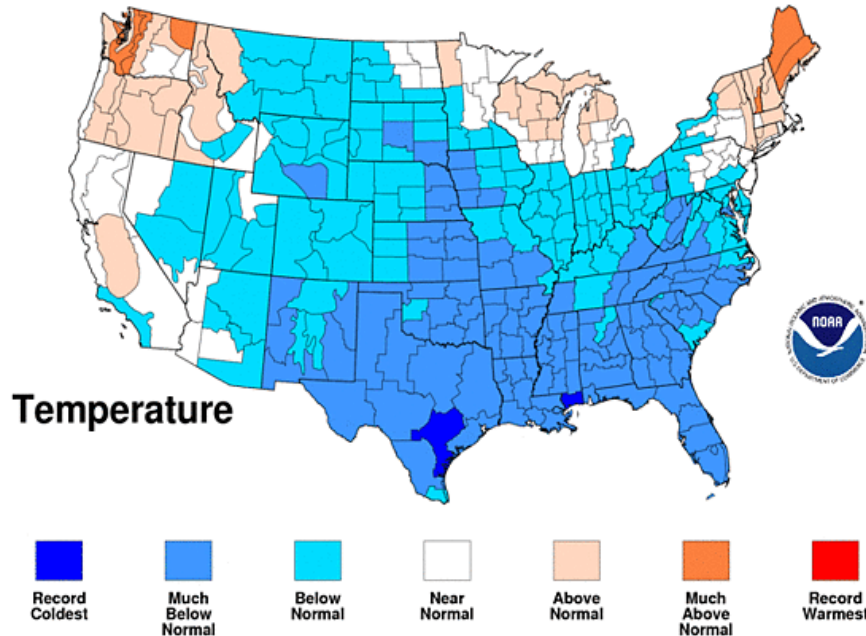 NOAA
Temperature
Record
Coldest
Much
Below
Normal
Below
Normal
Near
Normal
Above
Normal
Much
Above
Normal
Record
Warmest